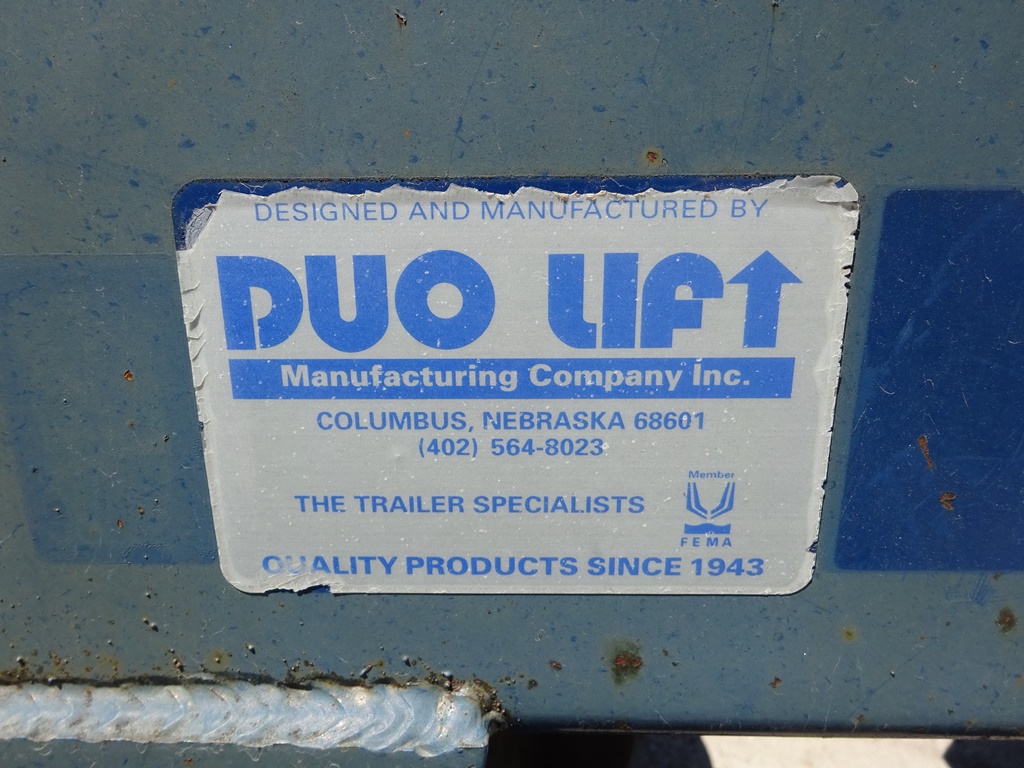 DESIGNED AND MANUFACTURED BY
DUO LIFT
Manufacturing Company Inc.
COLUMBUS, NEBRASKA 68601
(402) 564-8023
Member
THE TRAILER SPECIALISTS
FEMA
QUALITY PRODUCTS SINCE 1943